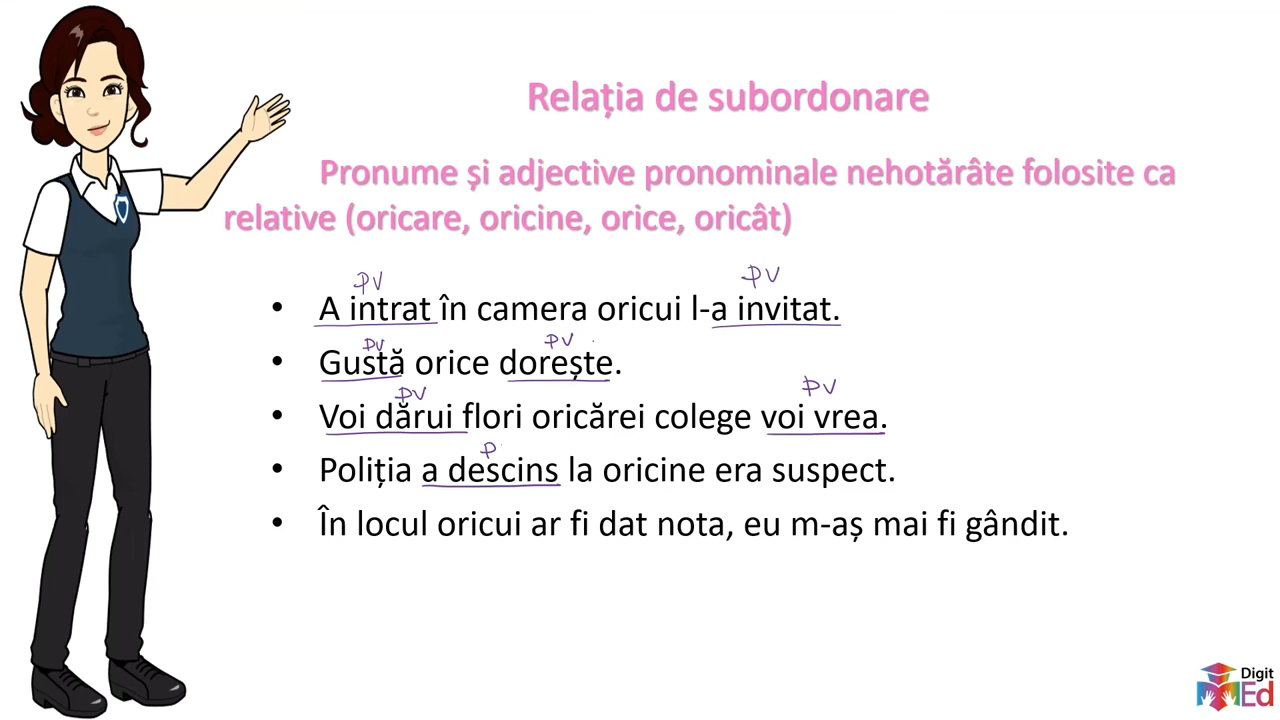 Relația de subordonare
Pronume și adjective pronominale nehotărâte folosite ca
relative (oricare, oricine, orice, oricât)
PV PV
• A intrat în camera oricui l-a invitat.
PV PV
• Gustă orice dorește.
PV PV
• Voi dărui flori oricărei colege voi vrea.
P
• Poliția a descins la oricine era suspect.
• În locul oricui ar fi dat nota, eu m-aș mai fi gândit.
Digit
Ed